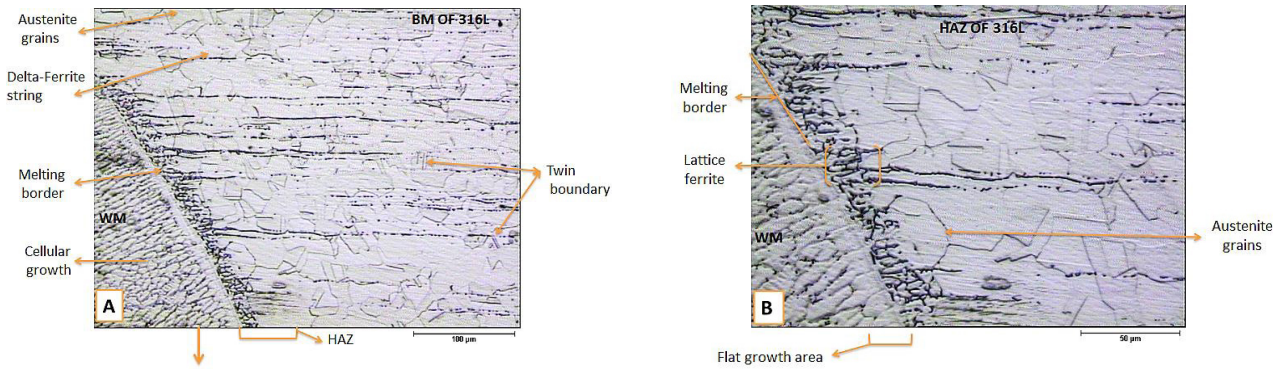 Austenite
grains
Delta-Ferrite
string
Melting
border
WM
Cellular
growth
A
BM OF 316L
Twin
boundary
HAZ
100 µm
HAZ OF 316L
Melting
border
Lattice
ferrite
WM
B
Austenite
grains
Flat growth area
50 µm